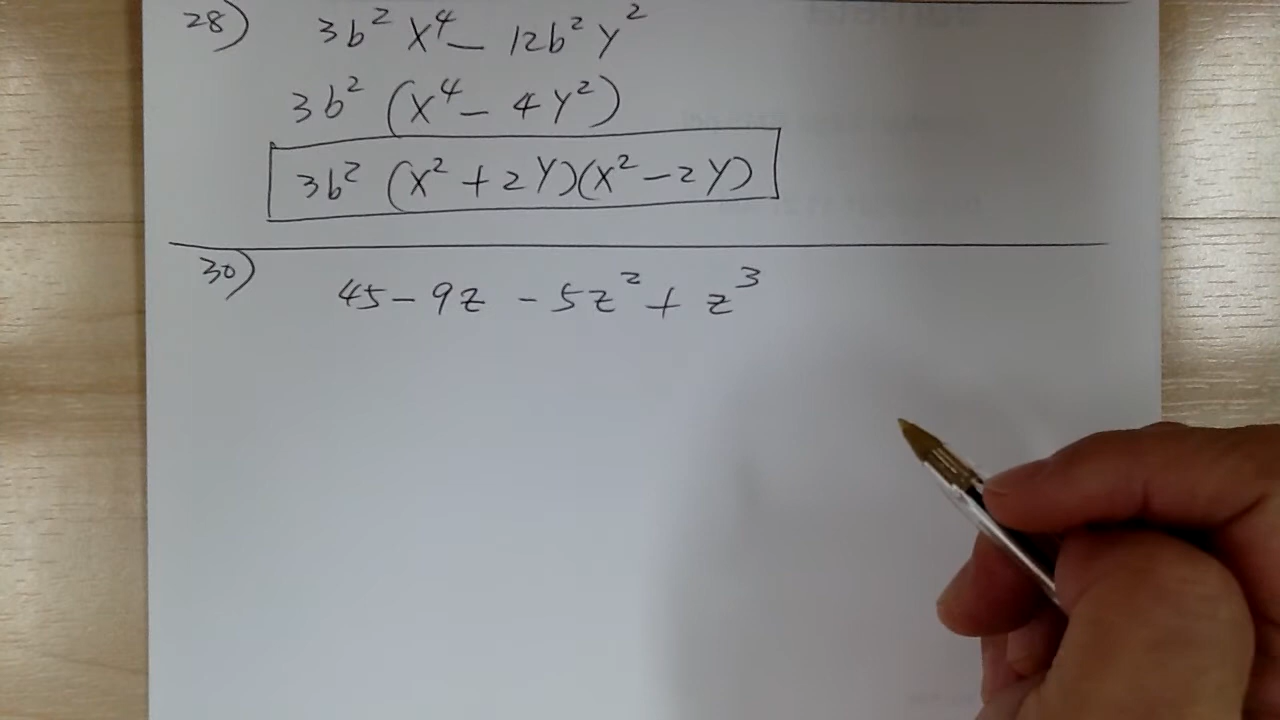 28) 3b² x⁴ - 12b² y²
3b² (x⁴ - 4y²)
3b² (x² + 2y)(x² - 2y)
30) 45 - 9z - 5z² + z³